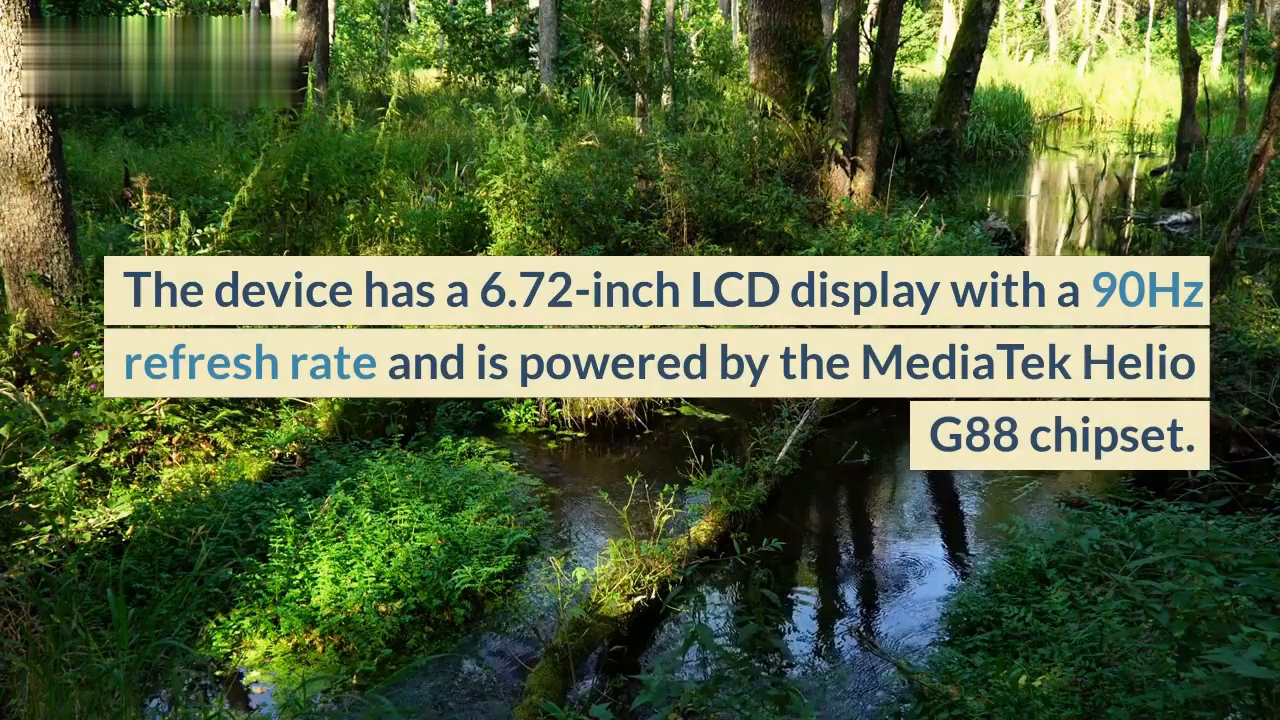 The device has a 6.72-inch LCD display with a 90Hz
refresh rate and is powered by the MediaTek Helio
G88 chipset.